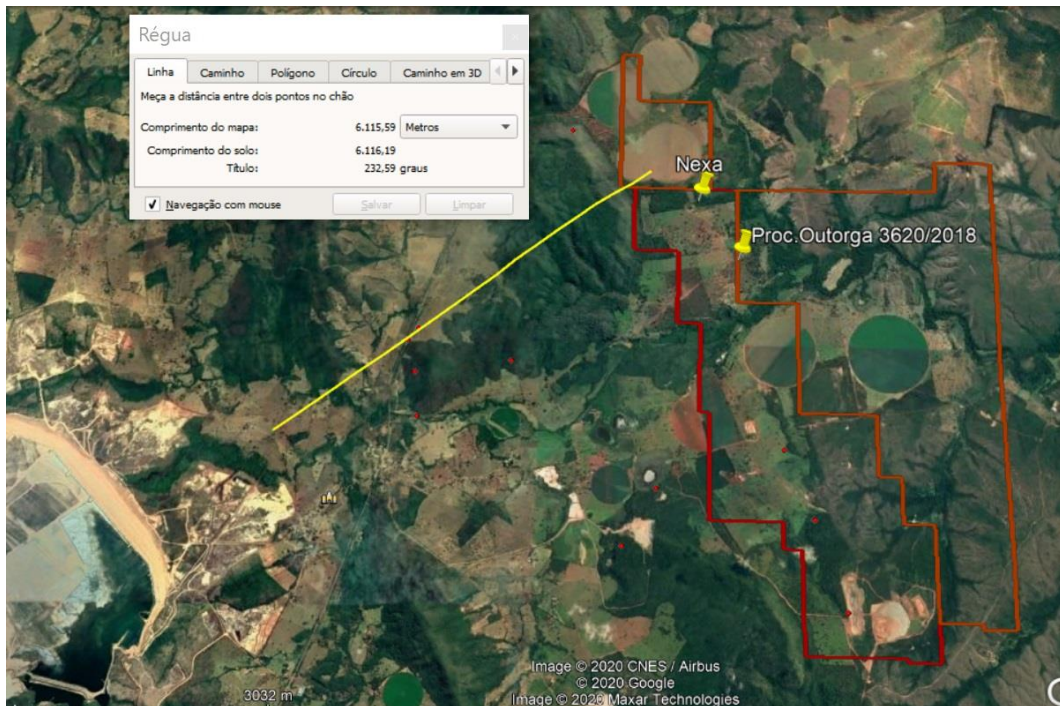 Régua
Linha Caminho Polígono Círculo Caminho em 3D
Meça a distância entre dois pontos no chão
Comprimento do mapa: 6.115,59 Metros
Comprimento do solo: 6.116,19
Título: 232,59 graus
Navegação com mouse Salvar Limpar
Nexa
Proc.Outorga 3620/2018
Image © 2020 CNES / Airbus
© 2020 Google
3032 m
Image © 2020 Maxar Technologies